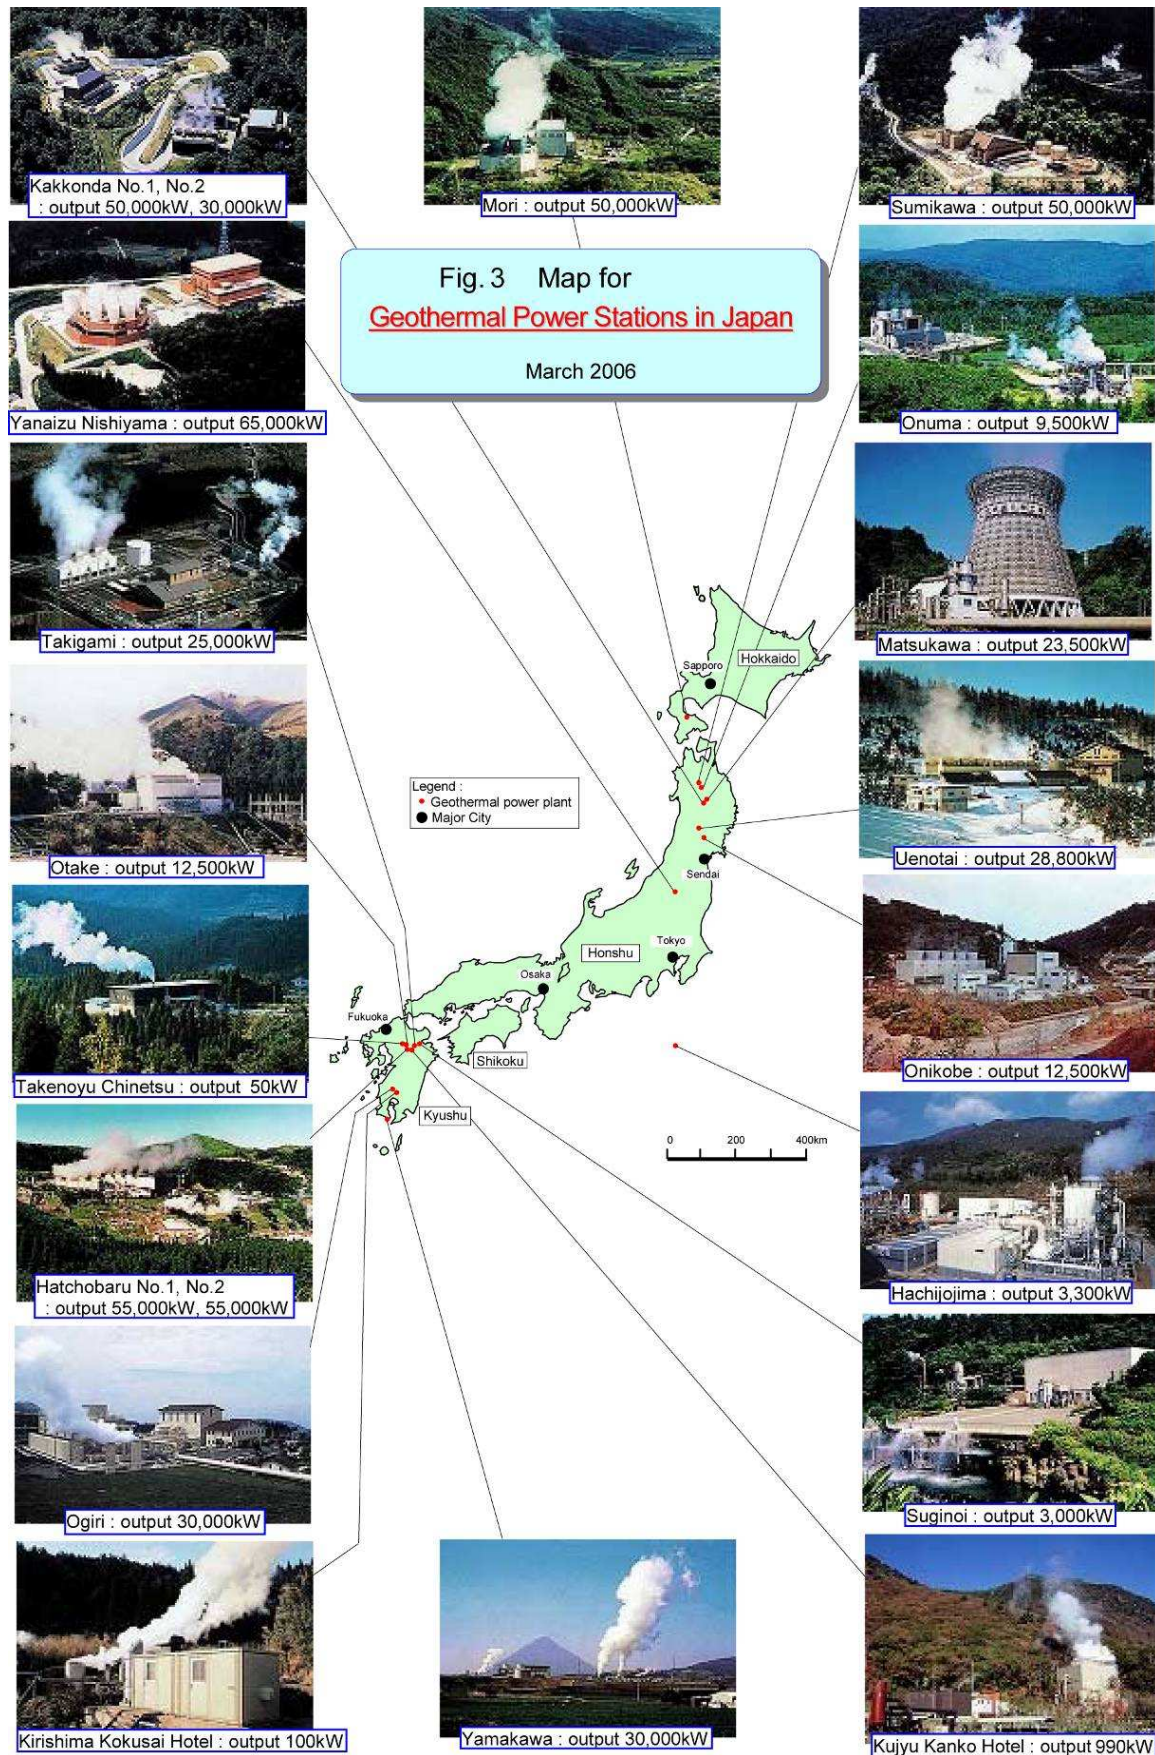 Kakkonda No.1, No.2
: output 50,000kW, 30,000kW
Mori : output 50,000kW
Sumikawa : output 50,000kW
Fig. 3 Map for
Geothermal Power Stations in Japan
March 2006
Yanaizu Nishiyama : output 65,000kW
Onuma : output 9,500kW
Takigami : output 25,000kW
Matsukawa : output 23,500kW
Sapporo
Hokkaido
Legend :
Geothermal power plant
Major City
Otake : output 12,500kW
Uenotai : output 28,800kW
Sendai
Honshu
Tokyo
Osaka
Fukuoka
Shikoku
Kyushu
0 200 400km
Takenoyu Chinetsu : output 50kW
Onikobe : output 12,500kW
Hatchobaru No.1, No.2
: output 55,000kW, 55,000kW
Hachijojima : output 3,300kW
Ogiri : output 30,000kW
Suginoi : output 3,000kW
Kirishima Kokusai Hotel : output 100kW
Yamakawa : output 30,000kW
Kujyu Kanko Hotel : output 990kW